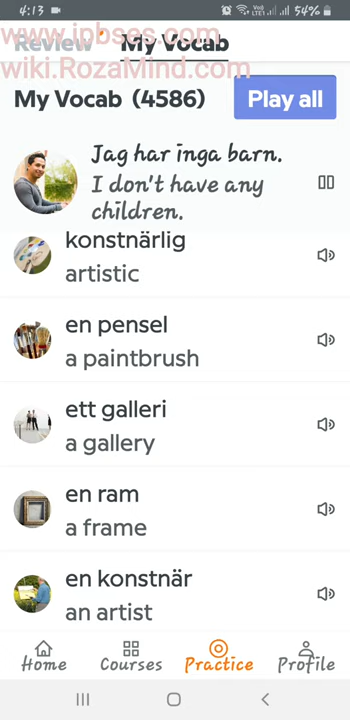 4:13
54%
www.ipbses.com
Review My Vocab
wiki.RozaMind.com
My Vocab (4586)
Play all
Jag har inga barn.
I don't have any
children.
konstnärlig
artistic
en pensel
a paintbrush
ett galleri
a gallery
en ram
a frame
en konstnär
an artist
Home Courses Practice Profile